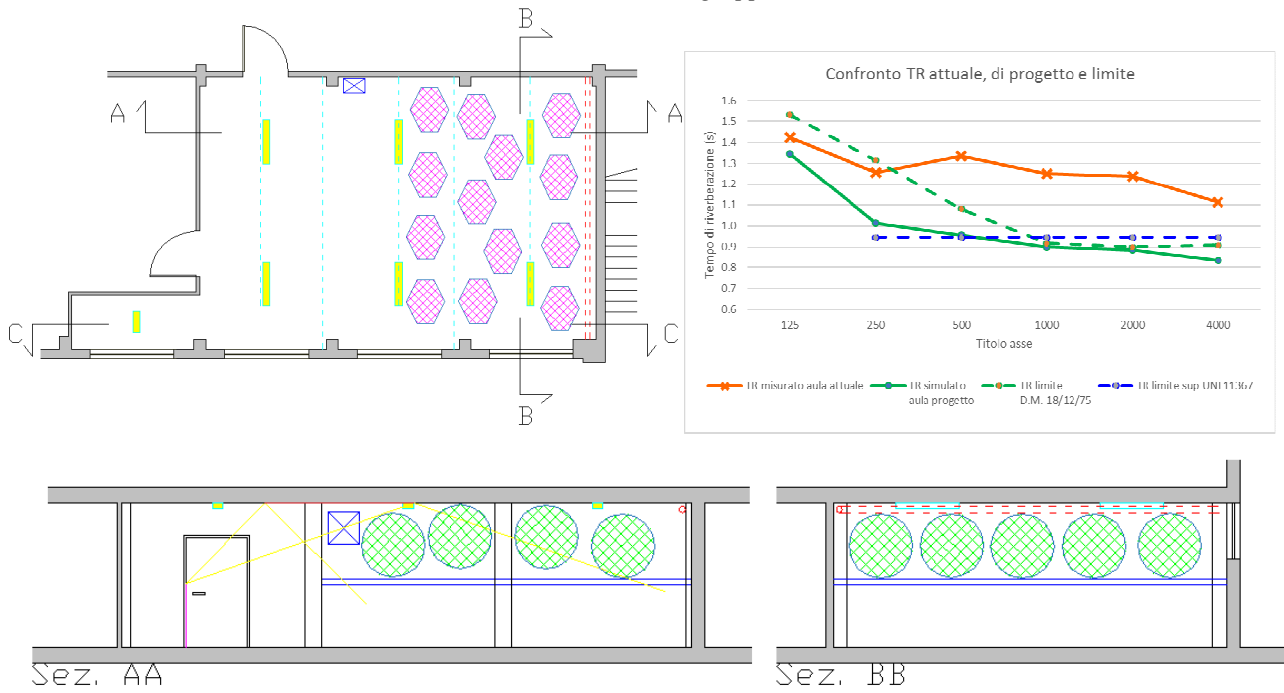 B
A
A
C
C
B
Confronto TR attuale, di progetto e limite
Tempo di riverberazione (s)
1.6
1.5
1.4
1.3
1.2
1.1
1.0
0.9
0.8
0.7
0.6
125 250 500 1000 2000 4000
Titolo asse
TR misurato aula attuale
TR simulato
aula progetto
TR limite
D.M. 18/12/75
TR limite sup UNI 11367
Sez. AA
Sez. BB